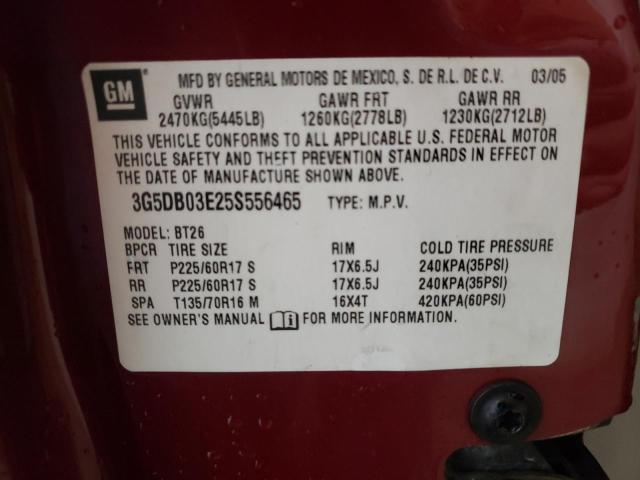 GM
MFD BY GENERAL MOTORS DE MEXICO, S. DE R.L. DE C.V. 03/05
GVWR GAWR FRT GAWR RR
2470KG(5445LB) 1260KG(2778LB) 1230KG(2712LB)
THIS VEHICLE CONFORMS TO ALL APPLICABLE U.S. FEDERAL MOTOR
VEHICLE SAFETY AND THEFT PREVENTION STANDARDS IN EFFECT ON
THE DATE OF MANUFACTURE SHOWN ABOVE.
3G5DB03E25S556465 TYPE: M.P.V.
MODEL: BT26
BPCR TIRE SIZE RIM COLD TIRE PRESSURE
FRT P225/60R17 S 17X6.5J 240KPA(35PSI)
RR P225/60R17 S 17X6.5J 240KPA(35PSI)
SPA T135/70R16 M 16X4T 420KPA(60PSI)
SEE OWNER'S MANUAL FOR MORE INFORMATION.